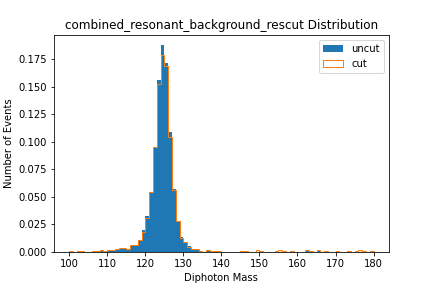 combined_resonant_background_rescut Distribution
uncut
cut
Number of Events
0.175
0.150
0.125
0.100
0.075
0.050
0.025
0.000
100 110 120 130 140 150 160 170 180
Diphoton Mass